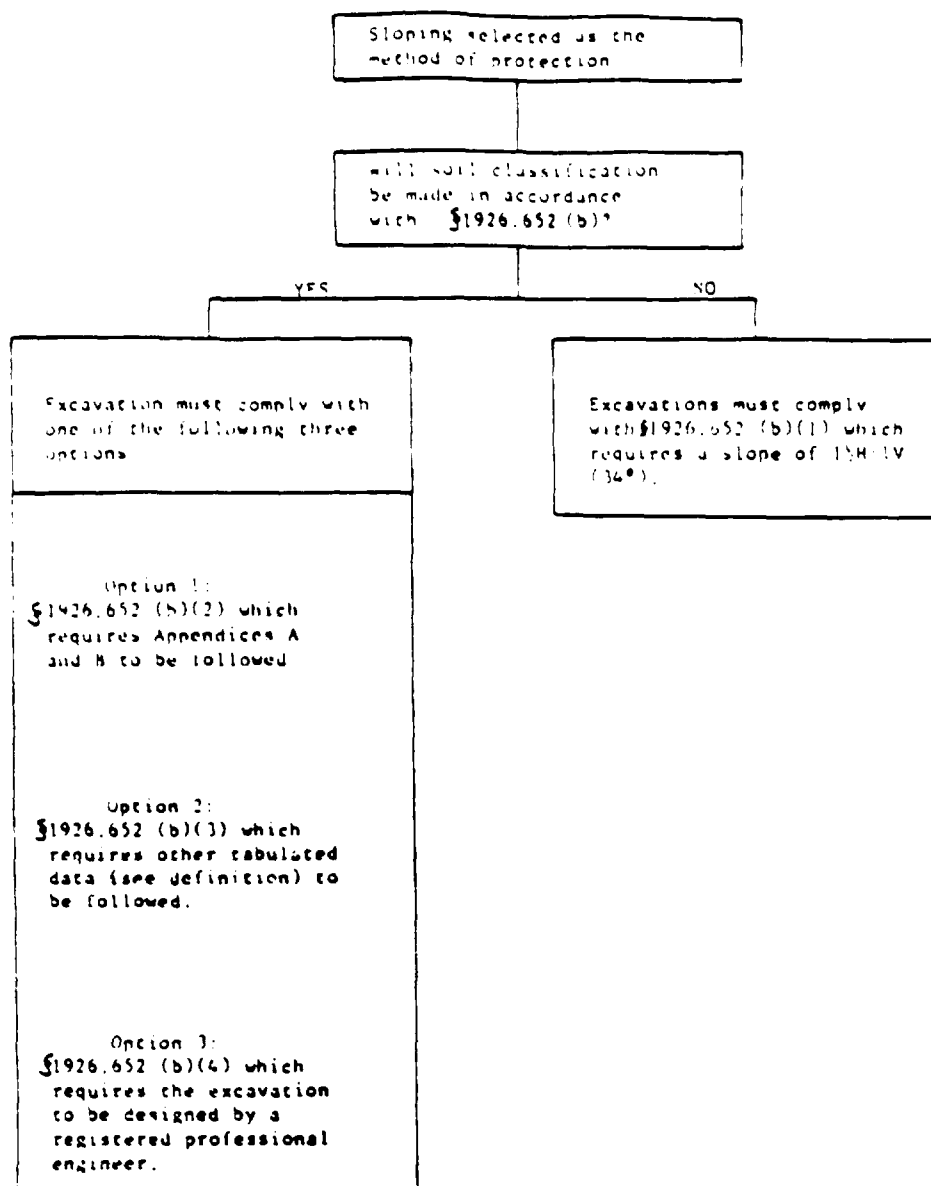 Sloping selected as the
method of protection
Will soil classification
be made in accordance
with §1926.652 (b)?
YES
NO
Excavation must comply with
one of the following three
options
Excavations must comply
with §1926.652 (b)(1) which
requires a slope of 1½H:1V
(34°).
Option 1:
§1926.652 (b)(2) which
requires Appendices A
and B to be followed
Option 2:
§1926.652 (b)(3) which
requires other tabulated
data (see definition) to
be followed.
Option 3:
§1926.652 (b)(4) which
requires the excavation
to be designed by a
registered professional
engineer.